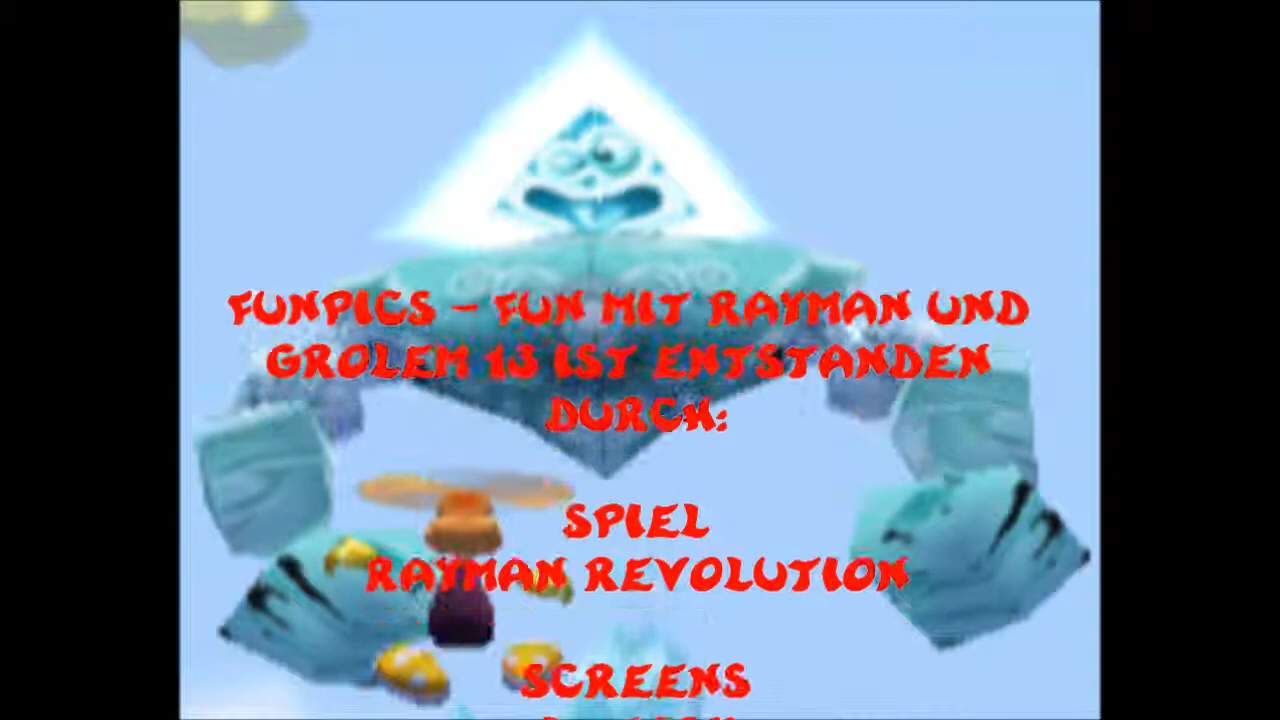 FUNPICS – FUN MIT RAYMAN UND
GROLEM 13 IST ENTSTANDEN
DURCH:
SPIEL
RAYMAN REVOLUTION
SCREENS